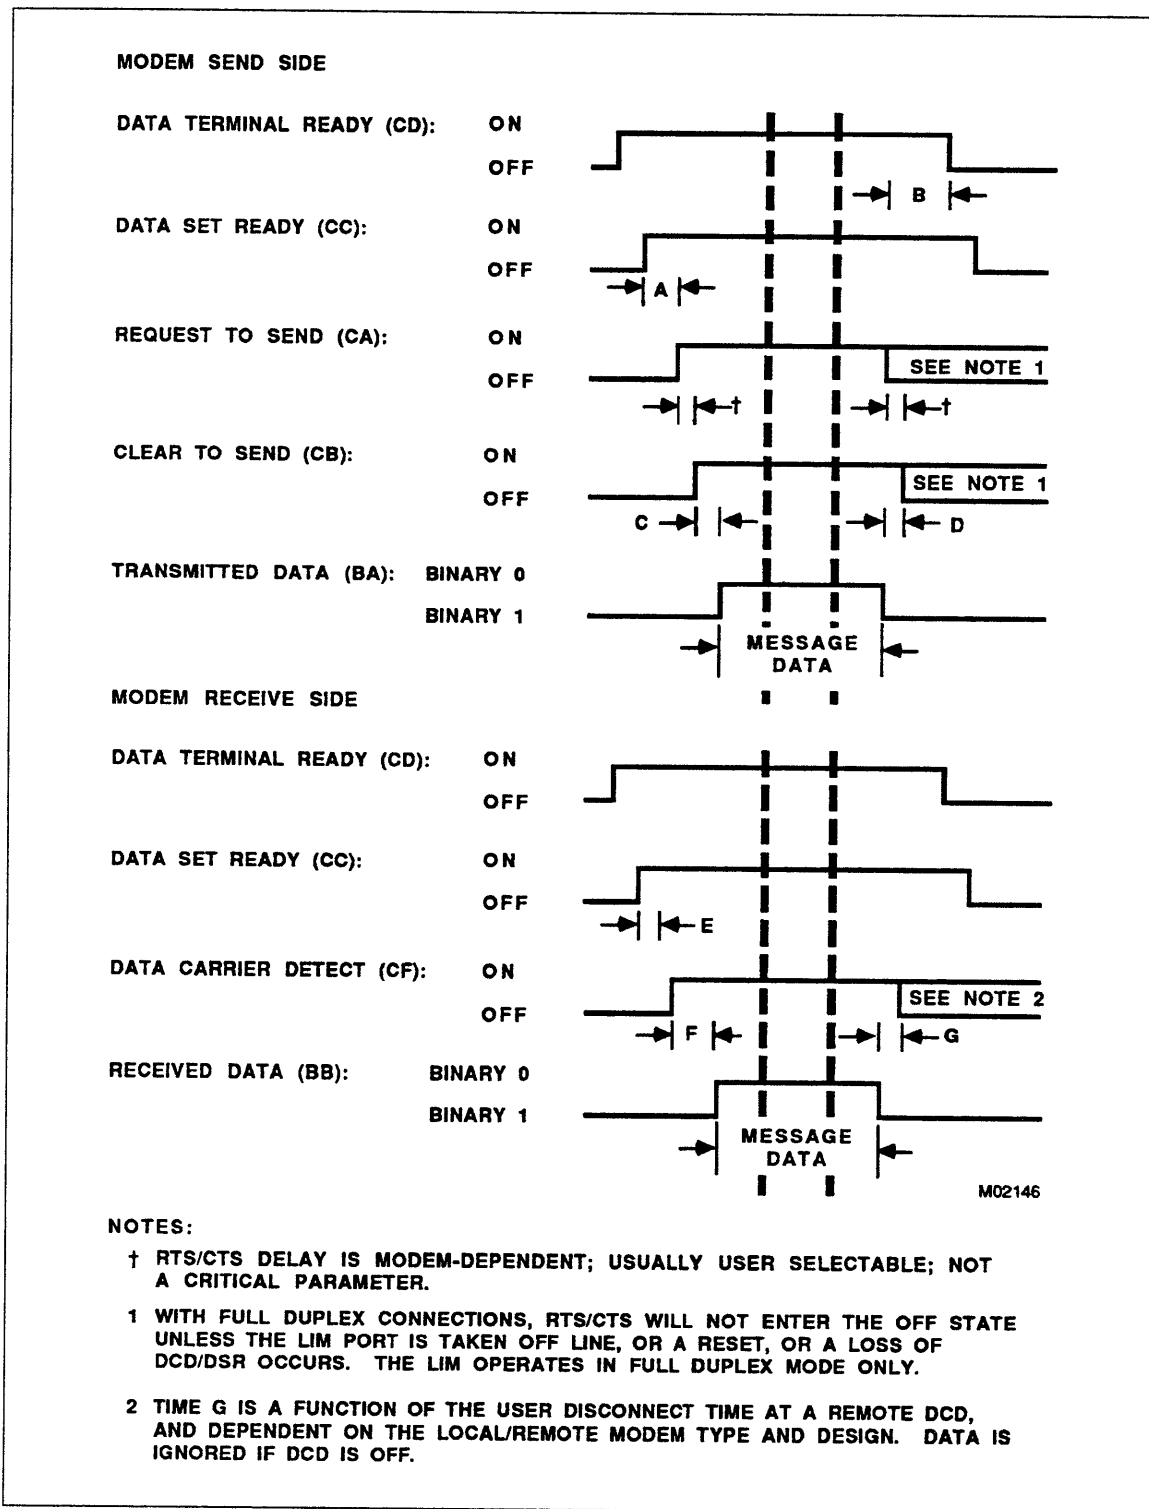 MODEM SEND SIDE
DATA TERMINAL READY (CD): ON
OFF
B
DATA SET READY (CC): ON
OFF
A
REQUEST TO SEND (CA): ON
SEE NOTE 1
OFF
† †
CLEAR TO SEND (CB): ON
SEE NOTE 1
OFF
C D
TRANSMITTED DATA (BA): BINARY 0
BINARY 1
MESSAGE
DATA
MODEM RECEIVE SIDE
DATA TERMINAL READY (CD): ON
OFF
DATA SET READY (CC): ON
OFF
E
DATA CARRIER DETECT (CF): ON
SEE NOTE 2
OFF
F G
RECEIVED DATA (BB): BINARY 0
BINARY 1
MESSAGE
DATA
M02146
NOTES:
† RTS/CTS DELAY IS MODEM-DEPENDENT; USUALLY USER SELECTABLE; NOT
A CRITICAL PARAMETER.
1 WITH FULL DUPLEX CONNECTIONS, RTS/CTS WILL NOT ENTER THE OFF STATE
UNLESS THE LIM PORT IS TAKEN OFF LINE, OR A RESET, OR A LOSS OF
DCD/DSR OCCURS. THE LIM OPERATES IN FULL DUPLEX MODE ONLY.
2 TIME G IS A FUNCTION OF THE USER DISCONNECT TIME AT A REMOTE DCD,
AND DEPENDENT ON THE LOCAL/REMOTE MODEM TYPE AND DESIGN. DATA IS
IGNORED IF DCD IS OFF.